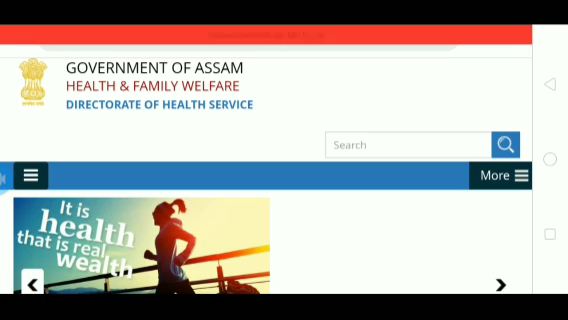 GOVERNMENT OF ASSAM
HEALTH & FAMILY WELFARE
DIRECTORATE OF HEALTH SERVICE
Search
More
It is
health
that is real
wealth